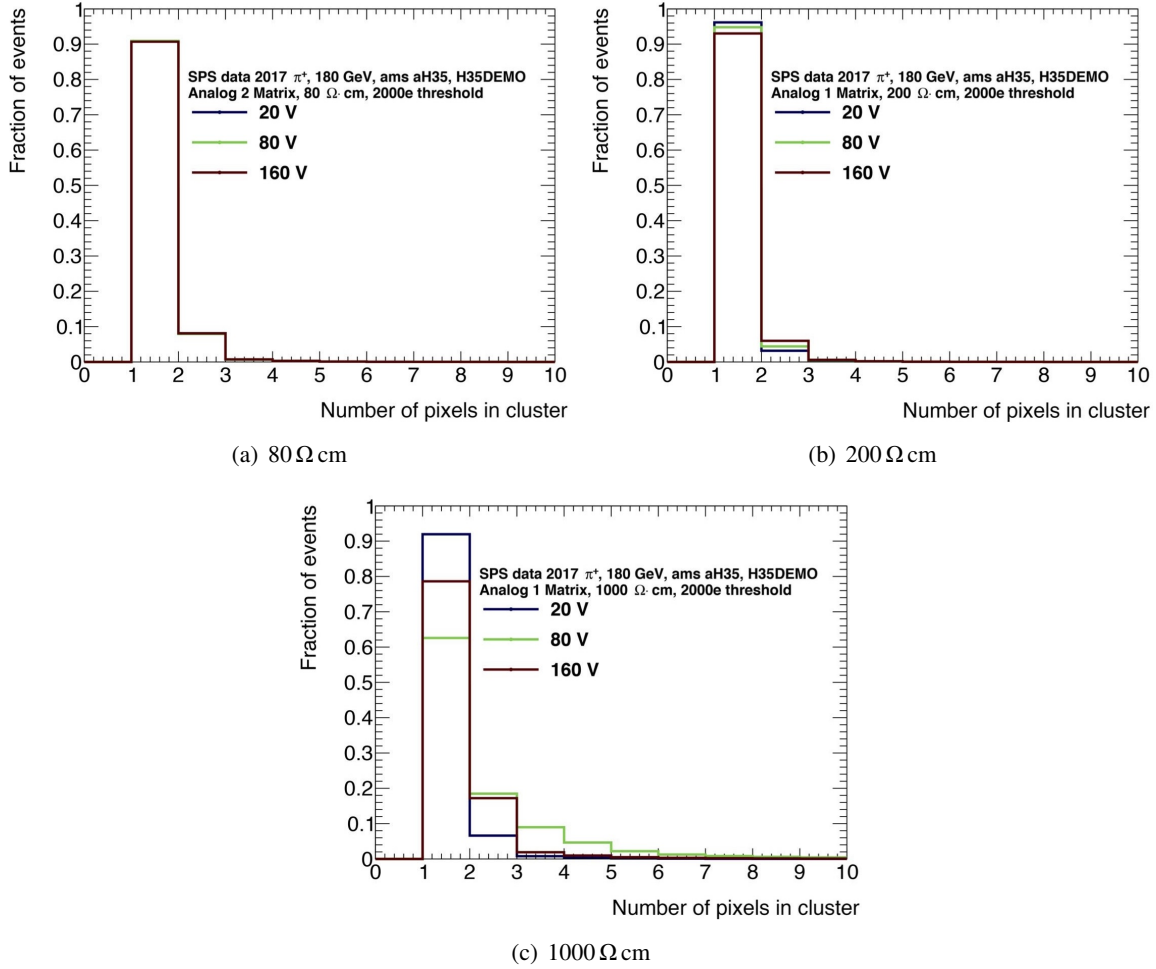 Fraction of events
1
0.9
0.8
0.7
0.6
0.5
0.4
0.3
0.2
0.1
0
SPS data 2017 π⁺, 180 GeV, ams aH35, H35DEMO
Analog 2 Matrix, 80 Ω· cm, 2000e threshold
20 V
80 V
160 V
0 1 2 3 4 5 6 7 8 9 10
Number of pixels in cluster
(a) 80 Ω cm
Fraction of events
1
0.9
0.8
0.7
0.6
0.5
0.4
0.3
0.2
0.1
0
SPS data 2017 π⁺, 180 GeV, ams aH35, H35DEMO
Analog 1 Matrix, 200 Ω· cm, 2000e threshold
20 V
80 V
160 V
0 1 2 3 4 5 6 7 8 9 10
Number of pixels in cluster
(b) 200 Ω cm
Fraction of events
1
0.9
0.8
0.7
0.6
0.5
0.4
0.3
0.2
0.1
0
SPS data 2017 π⁺, 180 GeV, ams aH35, H35DEMO
Analog 1 Matrix, 1000 Ω· cm, 2000e threshold
20 V
80 V
160 V
0 1 2 3 4 5 6 7 8 9 10
Number of pixels in cluster
(c) 1000 Ω cm